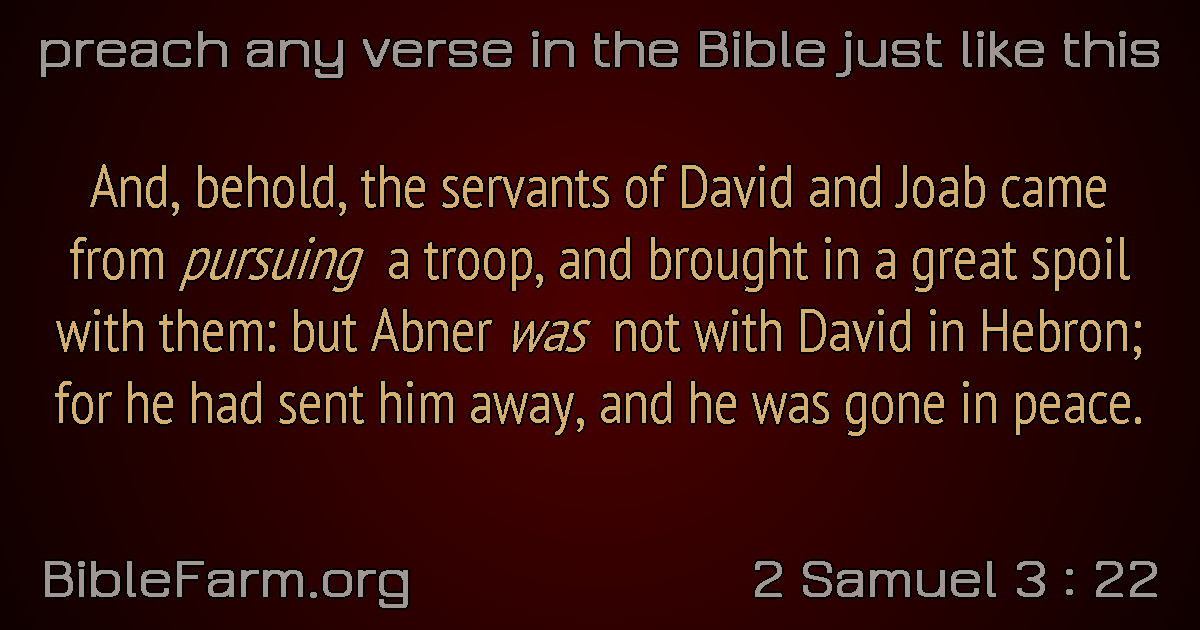 preach any verse in the Bible just like this
And, behold, the servants of David and Joab came
from pursuing a troop, and brought in a great spoil
with them: but Abner was not with David in Hebron;
for he had sent him away, and he was gone in peace.
BibleFarm.org
2 Samuel 3 : 22